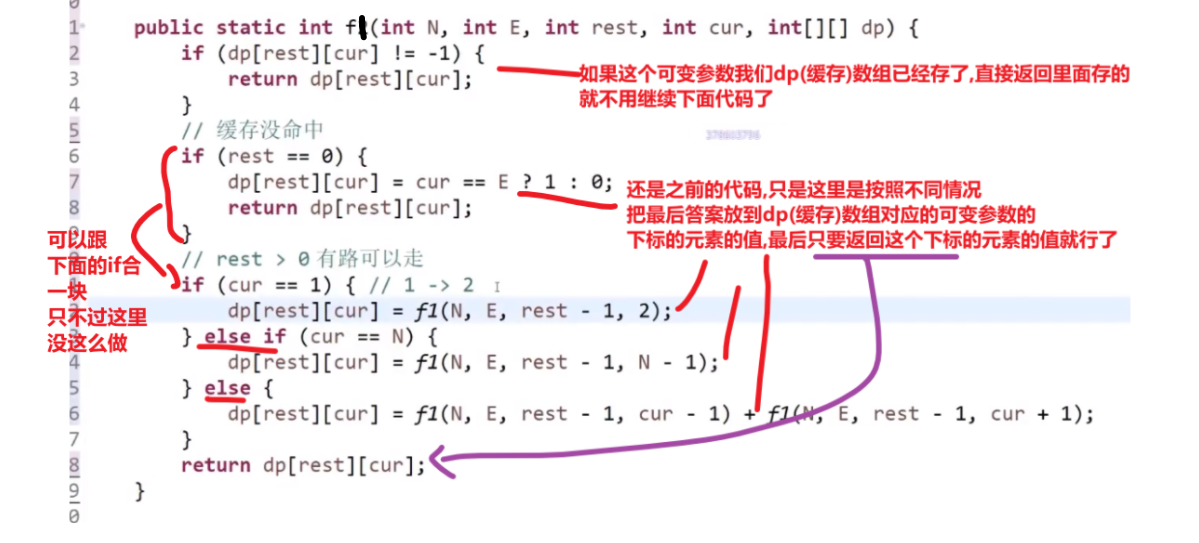 1 public static int f1(int N, int E, int rest, int cur, int[][] dp) {
2 if (dp[rest][cur] != -1) {
3 return dp[rest][cur];
如果这个可变参数我们dp(缓存)数组已经存了,直接返回里面存的
就不用继续下面代码了
4 }
5 // 缓存没命中
6 if (rest == 0) {
7 dp[rest][cur] = cur == E ? 1 : 0;
8 return dp[rest][cur];
还是之前的代码,只是这里是按照不同情况
把最后答案放到dp(缓存)数组对应的可变参数的
下标的元素的值,最后只要返回这个下标的元素的值就行了
}
可以跟
下面的if合
一块
只不过这里
没这么做
// rest > 0 有路可以走
if (cur == 1) { // 1 -> 2
dp[rest][cur] = f1(N, E, rest - 1, 2);
} else if (cur == N) {
4 dp[rest][cur] = f1(N, E, rest - 1, N - 1);
5 } else {
6 dp[rest][cur] = f1(N, E, rest - 1, cur - 1) + f1(N, E, rest - 1, cur + 1);
7 }
8 return dp[rest][cur];
9 }
0